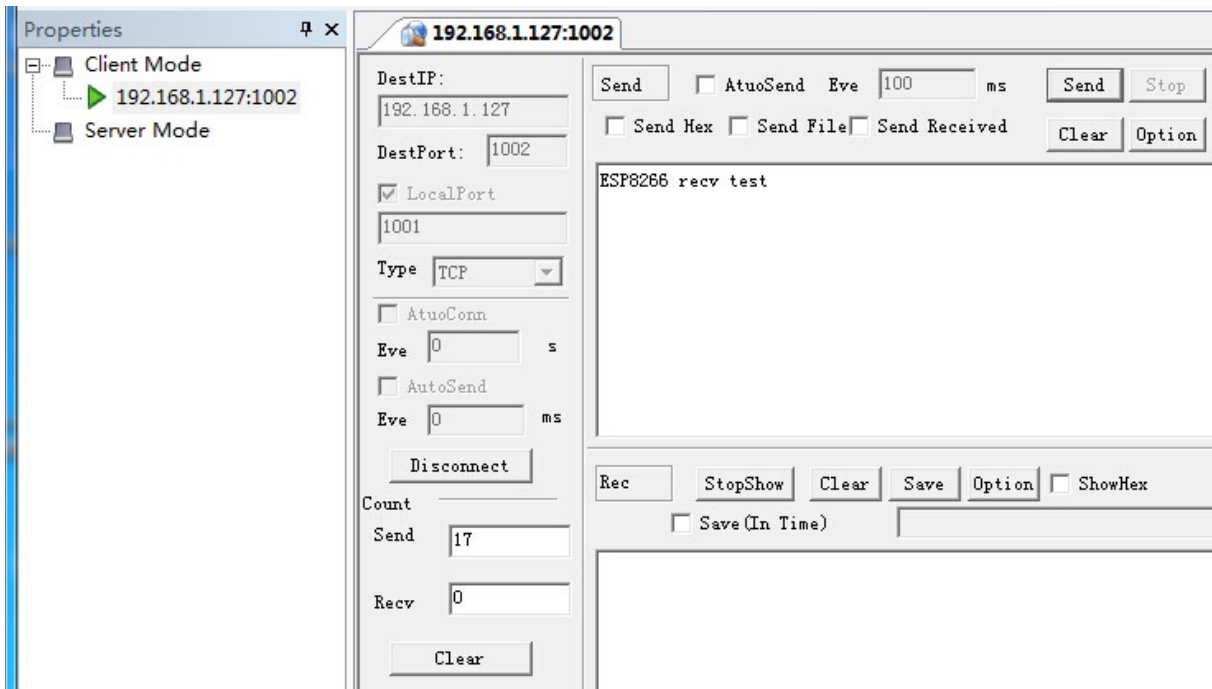 Properties
Client Mode
192.168.1.127:1002
Server Mode
192.168.1.127:1002
DestIP:
192.168.1.127
DestPort: 1002
LocalPort
1001
Type TCP
AtuoConn
Eve 0 s
AutoSend
Eve 0 ms
Disconnect
Count
Send 17
Recv 0
Clear
Send AtuoSend Eve 100 ms Send Stop
Send Hex Send File Send Received Clear Option
ESP8266 recv test
Rec StopShow Clear Save Option ShowHex
Save(In Time)